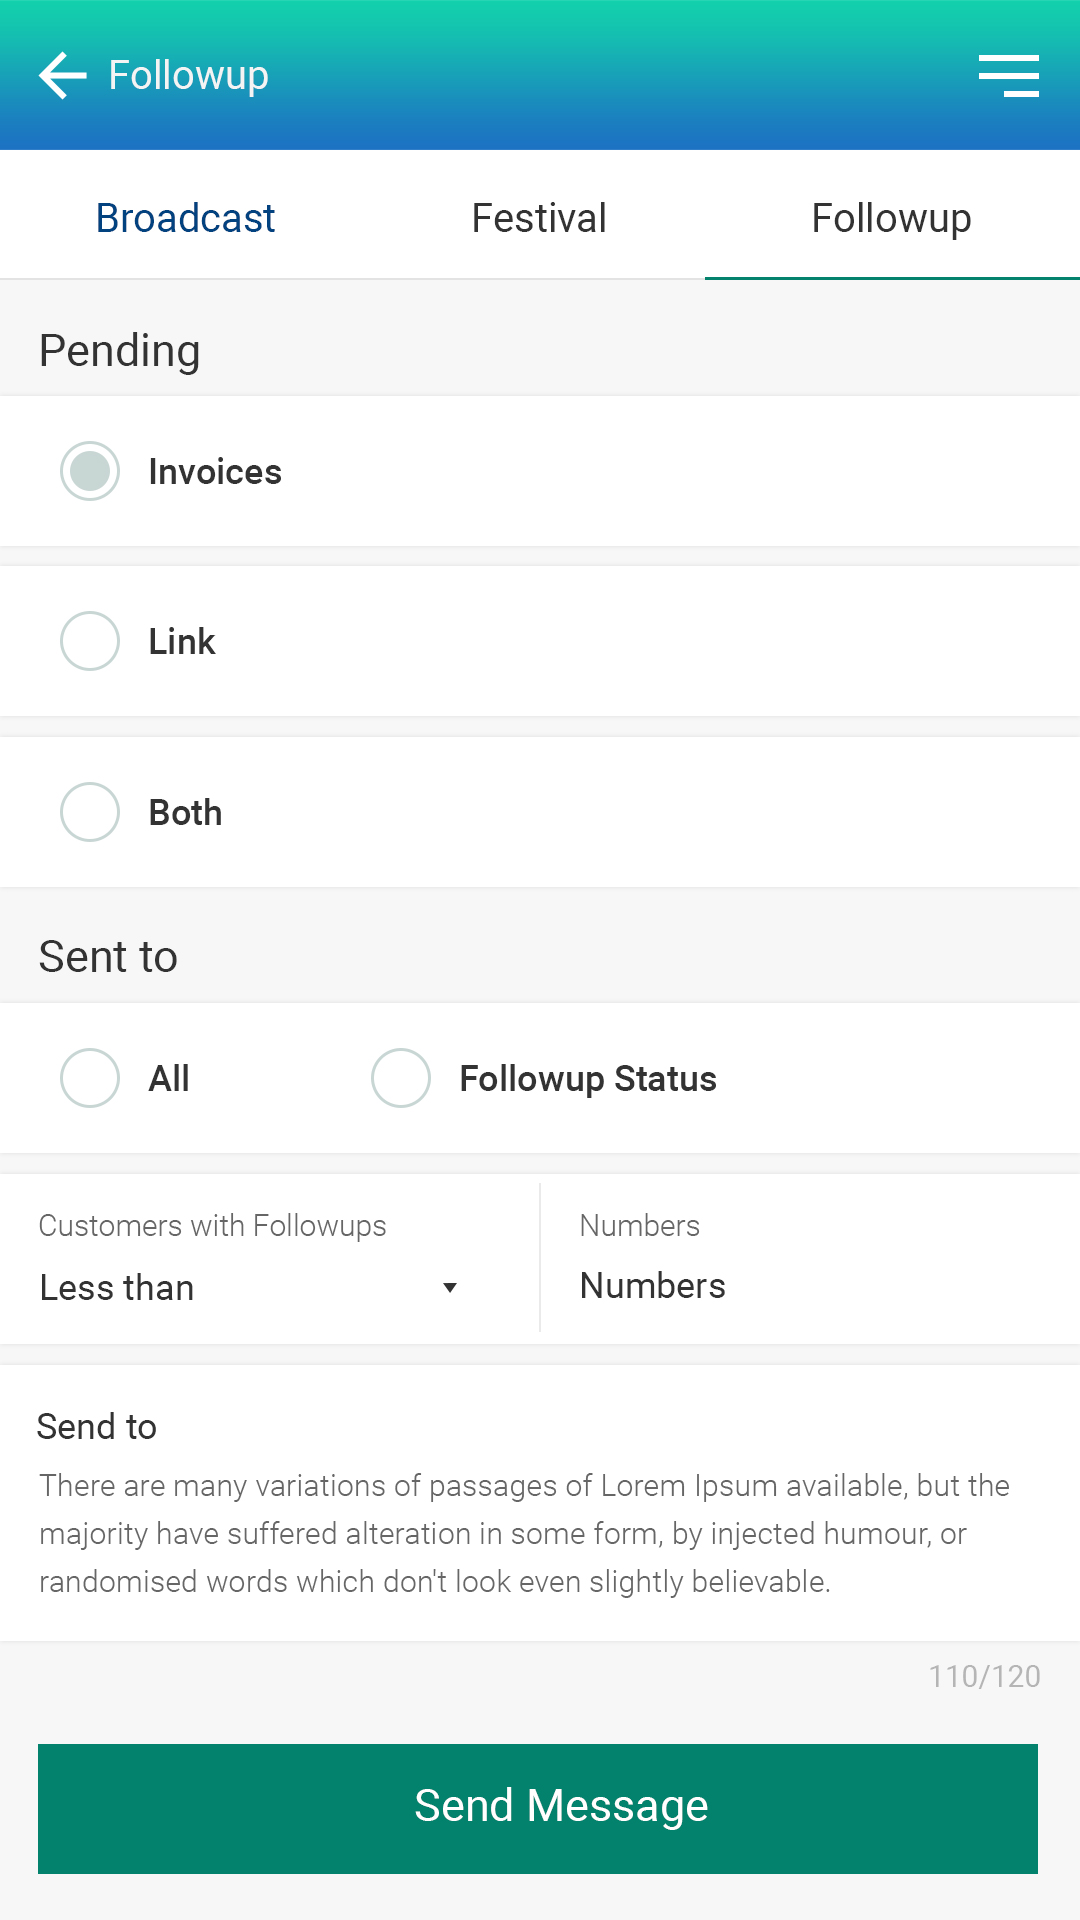 Followup
Broadcast Festival Followup
Pending
Invoices
Link
Both
Sent to
All Followup Status
Customers with Followups Numbers
Less than Numbers
Send to
There are many variations of passages of Lorem Ipsum available, but the
majority have suffered alteration in some form, by injected humour, or
randomised words which don't look even slightly believable.
110/120
Send Message